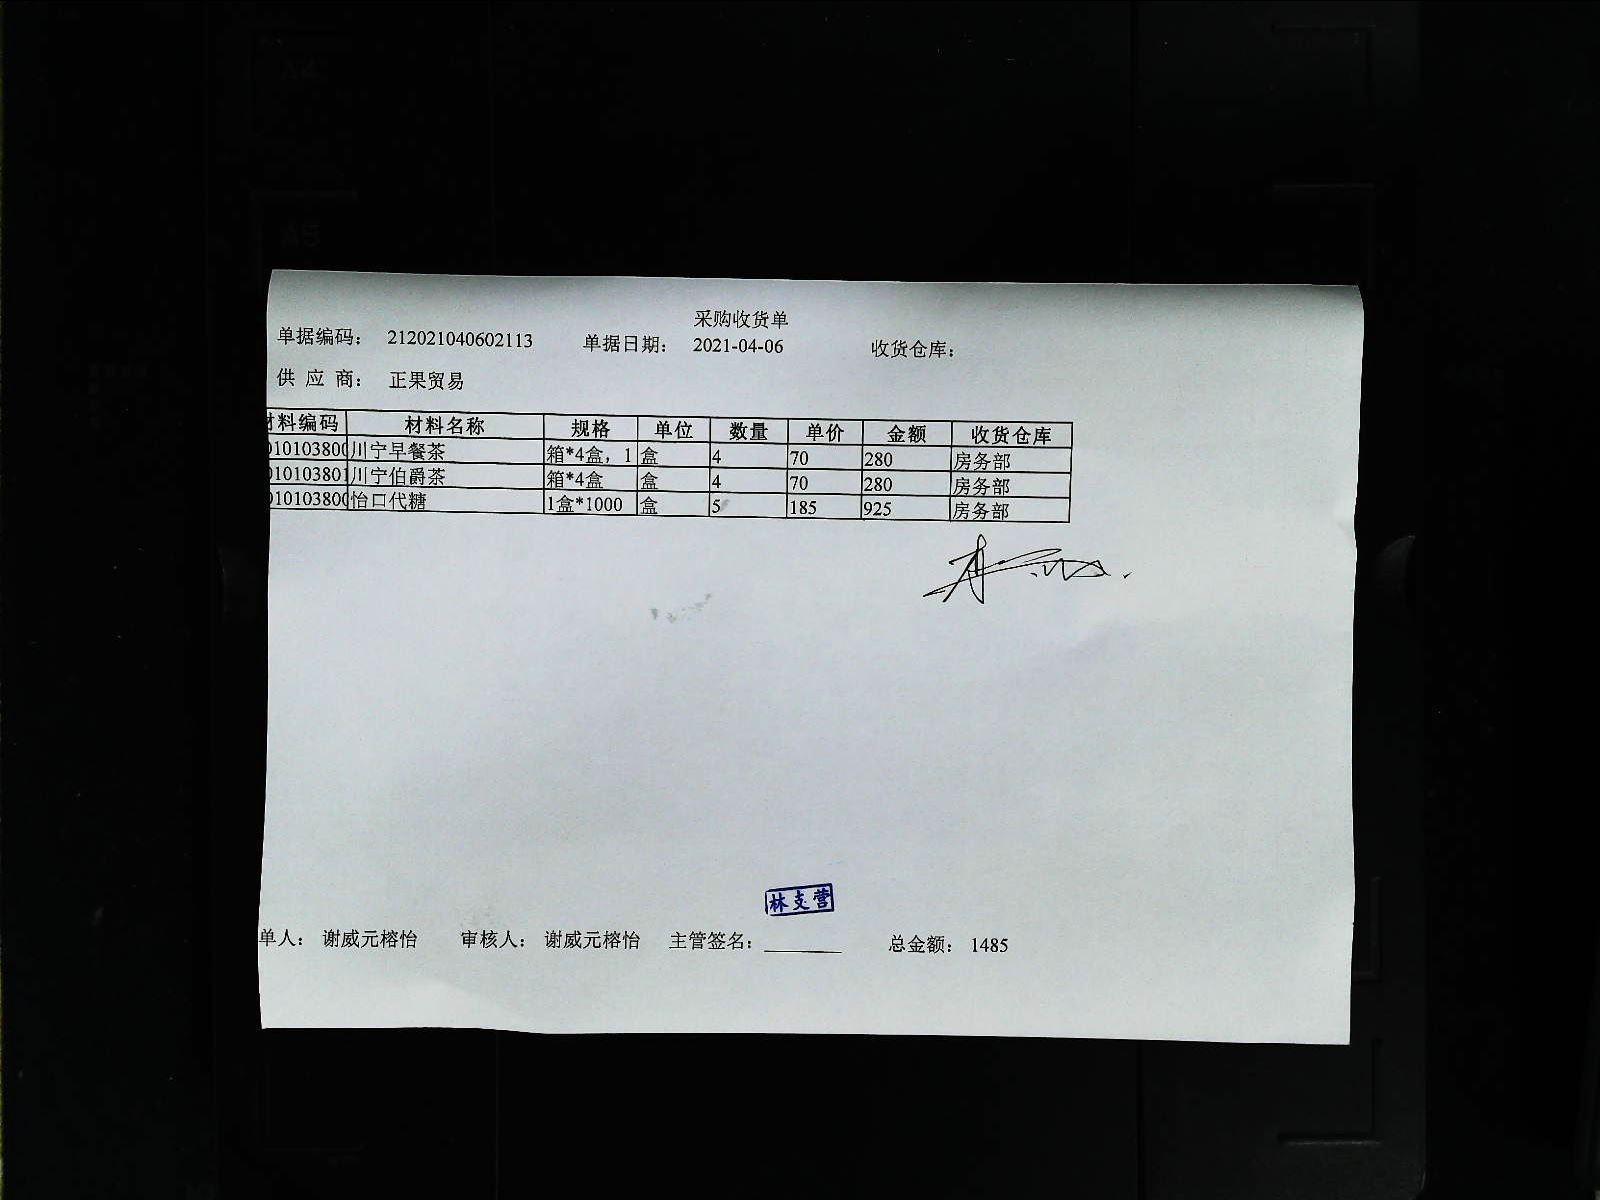 采购收货单
单据编码： 212021040602113 单据日期： 2021-04-06 收货仓库：
供 应 商： 正果贸易
材料编码 材料名称 规格 单位 数量 单价 金额 收货仓库
010103800 川宁早餐茶 箱*4盒，1 盒 4 70 280 房务部
010103801 川宁伯爵茶 箱*4盒 盒 4 70 280 房务部
010103800 怡口代糖 1盒*1000 盒 5 185 925 房务部
林支营
单人： 谢威元榕怡 审核人： 谢威元榕怡 主管签名：________ 总金额： 1485